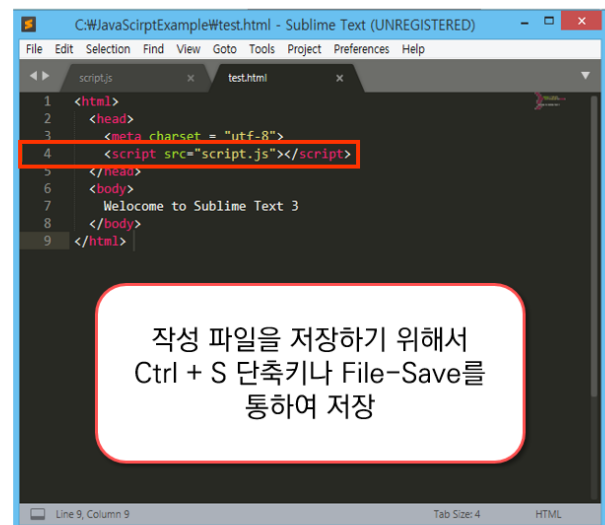 C:₩JavaScirptExample₩test.html - Sublime Text (UNREGISTERED)
File Edit Selection Find View Goto Tools Project Preferences Help
script.js x test.html x
1 <html>
2 <head>
3 <meta charset = "utf-8">
4 <script src="script.js"></script>
5 </head>
6 <body>
7 Welocome to Sublime Text 3
8 </body>
9 </html>
작성 파일을 저장하기 위해서
Ctrl + S 단축키나 File-Save를
통하여 저장
Line 9, Column 9 Tab Size: 4 HTML